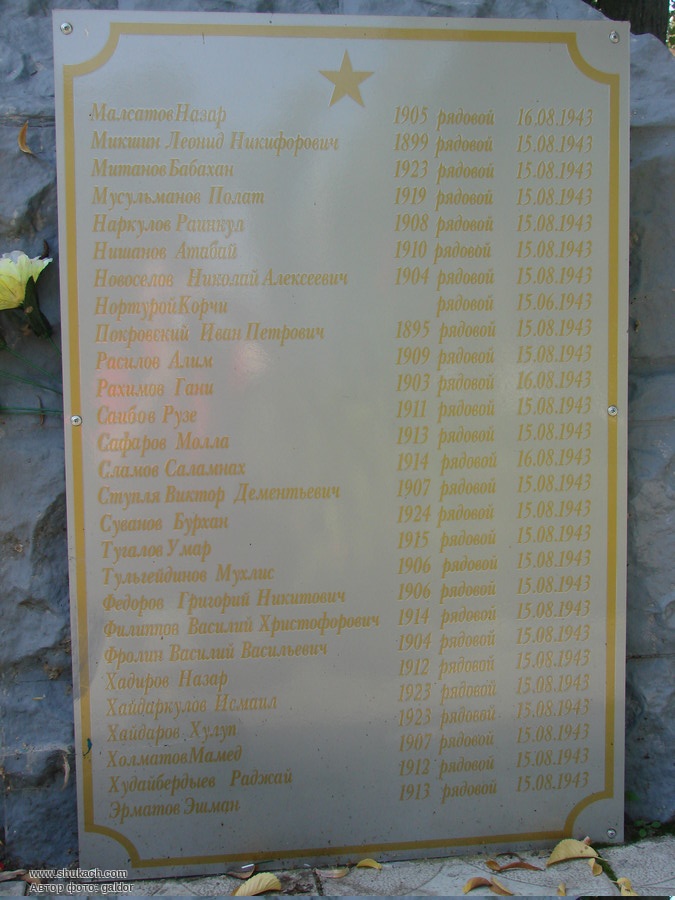 Малсатов Назар 1905 рядовой 16.08.1943
Микшин Леонид Никифорович 1899 рядовой 15.08.1943
Митанов Бабахан 1923 рядовой 15.08.1943
Мусульманов Полат 1919 рядовой 15.08.1943
Наркулов Раинкул 1908 рядовой 15.08.1943
Нишанов Атабай 1910 рядовой 15.08.1943
Новоселов Николай Алексеевич 1904 рядовой 15.08.1943
Нортурай Корчи рядовой 15.06.1943
Покровский Иван Петрович 1895 рядовой 15.08.1943
Расилов Алим 1909 рядовой 15.08.1943
Рахимов Гани 1903 рядовой 16.08.1943
Саибов Рузе 1911 рядовой 15.08.1943
Сафаров Молла 1913 рядовой 15.08.1943
Сламов Саламнах 1914 рядовой 16.08.1943
Ступля Виктор Дементьевич 1907 рядовой 15.08.1943
Суванов Бурхан 1924 рядовой 15.08.1943
Тугалов Умар 1915 рядовой 15.08.1943
Тульгейдинов Мухлис 1906 рядовой 15.08.1943
Федоров Григорий Никитович 1906 рядовой 15.08.1943
Филиппов Василий Христофорович 1914 рядовой 15.08.1943
Фролин Василий Васильевич 1904 рядовой 15.08.1943
Хадиров Назар 1912 рядовой 15.08.1943
Хайдаркулов Исмаил 1923 рядовой 15.08.1943
Хайдаров Хулуп 1923 рядовой 15.08.1943
Холматов Мамед 1907 рядовой 15.08.1943
Худайбердыев Раджай 1912 рядовой 15.08.1943
Эрматов Эшман 1913 рядовой 15.08.1943
www.shukach.com
Автор фото: galdor